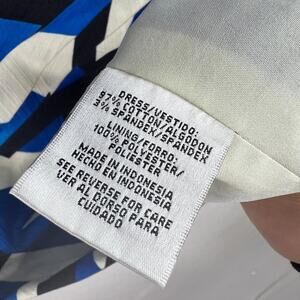 DRESS/VESTIDO:
97% COTTON/ALGODON
3% SPANDEX/SPANDEX
LINING/FORRO:
100% POLYESTER/
POLIESTER
MADE IN INDONESIA
HECHO EN INDONESIA
SEE REVERSE FOR CARE
VER AL DORSO PARA
CUIDADO